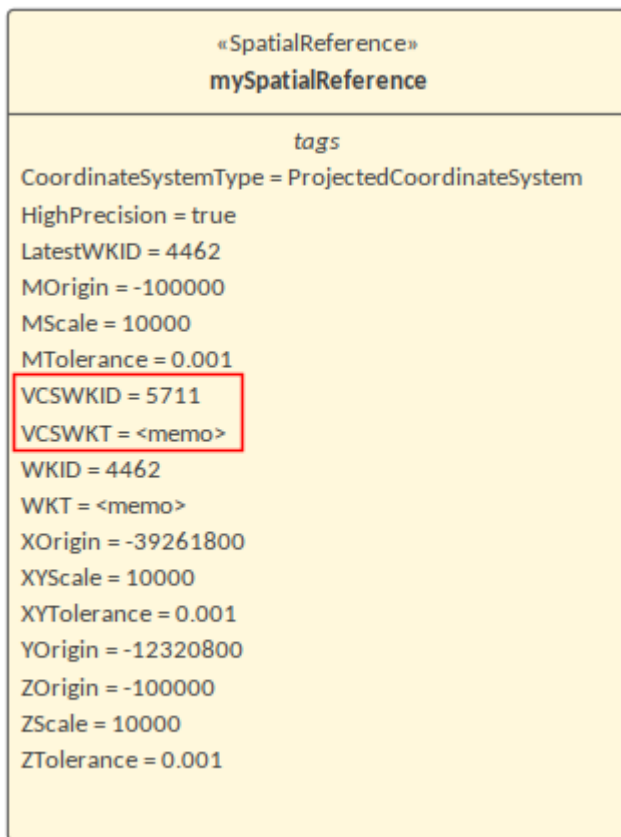 «SpatialReference»
mySpatialReference
tags
CoordinateSystemType = ProjectedCoordinateSystem
HighPrecision = true
LatestWKID = 4462
MOrigin = -100000
MScale = 10000
MTolerance = 0.001
VCSWKID = 5711
VCSWKT = <memo>
WKID = 4462
WKT = <memo>
XOrigin = -39261800
XYScale = 10000
XYTolerance = 0.001
YOrigin = -12320800
ZOrigin = -100000
ZScale = 10000
ZTolerance = 0.001